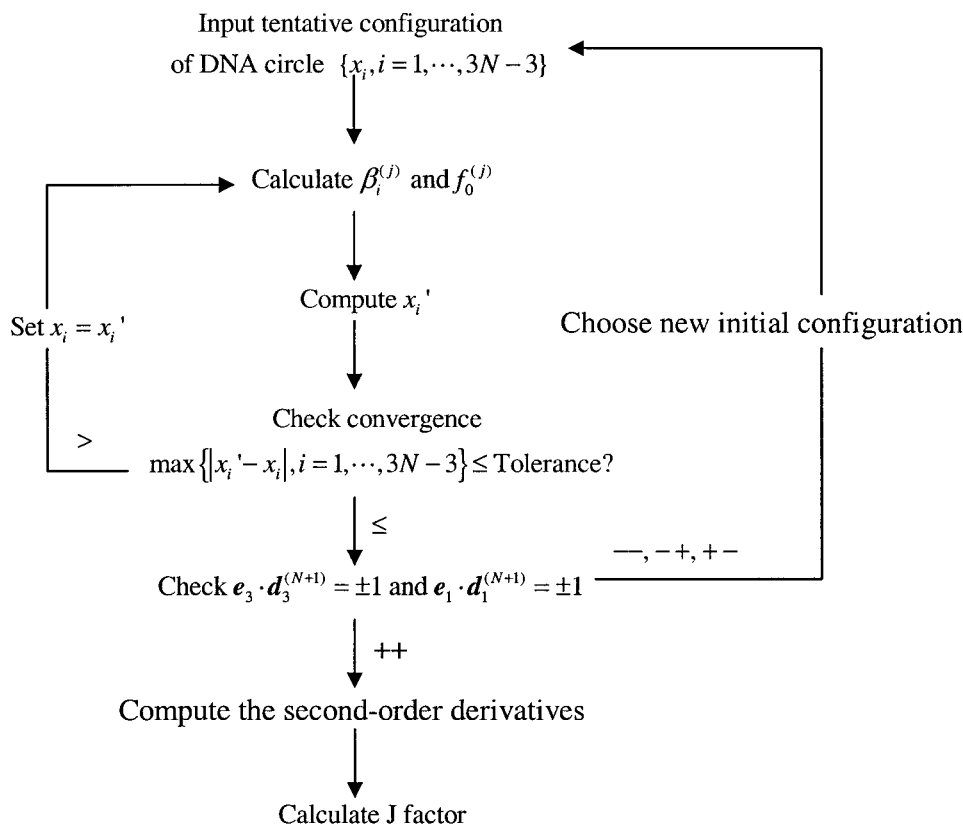 Input tentative configuration
of DNA circle {x_i, i = 1,⋯,3N − 3}
Calculate β_i^(j) and f_0^(j)
Compute x_i'
Set x_i = x_i'
Choose new initial configuration
Check convergence
>
max{|x_i' − x_i|, i = 1,⋯,3N − 3} ≤ Tolerance?
≤
−−, −+, +−
Check e_3 · d_3^(N+1) = ±1 and e_1 · d_1^(N+1) = ±1
++
Compute the second-order derivatives
Calculate J factor